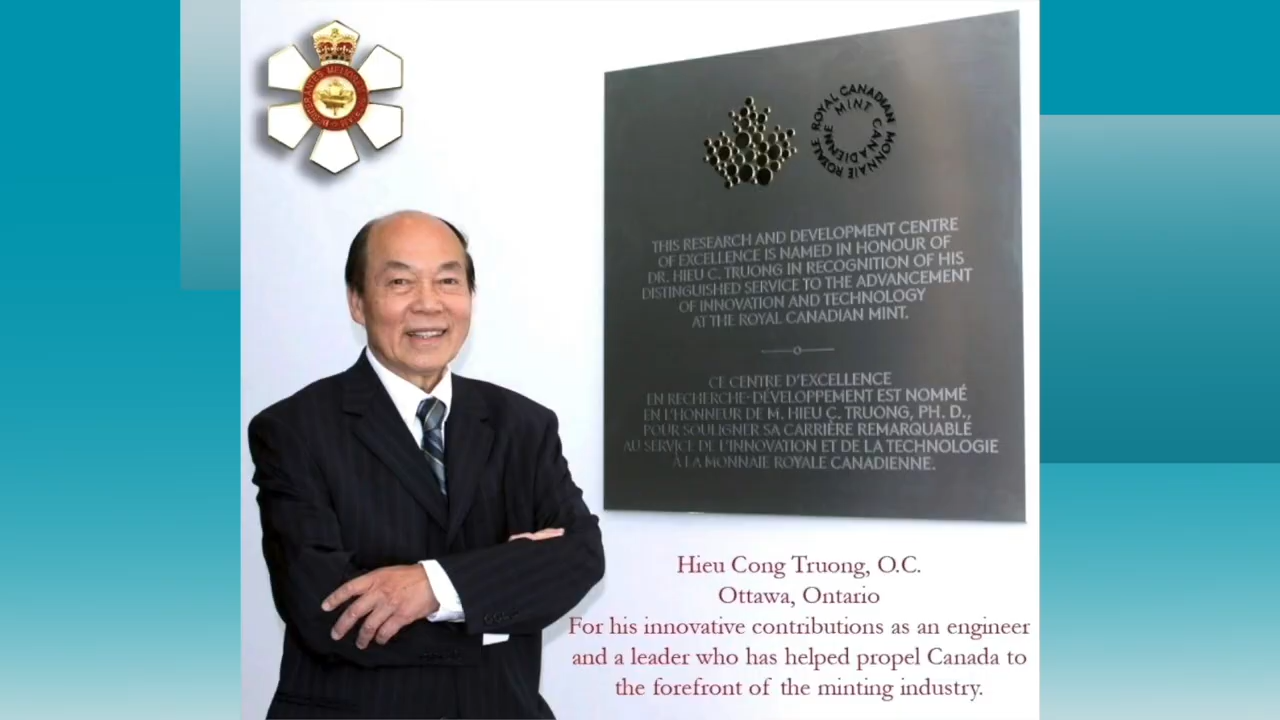 DESIDERANTES MELIOREM PATRIAM
ROYAL CANADIAN MINT
MONNAIE ROYALE CANADIENNE
THIS RESEARCH AND DEVELOPMENT CENTRE
OF EXCELLENCE IS NAMED IN HONOUR OF
DR. HIEU C. TRUONG IN RECOGNITION OF HIS
DISTINGUISHED SERVICE TO THE ADVANCEMENT
OF INNOVATION AND TECHNOLOGY
AT THE ROYAL CANADIAN MINT.
CE CENTRE D'EXCELLENCE
EN RECHERCHE-DÉVELOPPEMENT EST NOMMÉ
EN L'HONNEUR DE M. HIEU C. TRUONG, PH. D.,
POUR SOULIGNER SA CARRIÈRE REMARQUABLE
AU SERVICE DE L'INNOVATION ET DE LA TECHNOLOGIE
À LA MONNAIE ROYALE CANADIENNE.
Hieu Cong Truong, O.C.
Ottawa, Ontario
For his innovative contributions as an engineer
and a leader who has helped propel Canada to
the forefront of the minting industry.